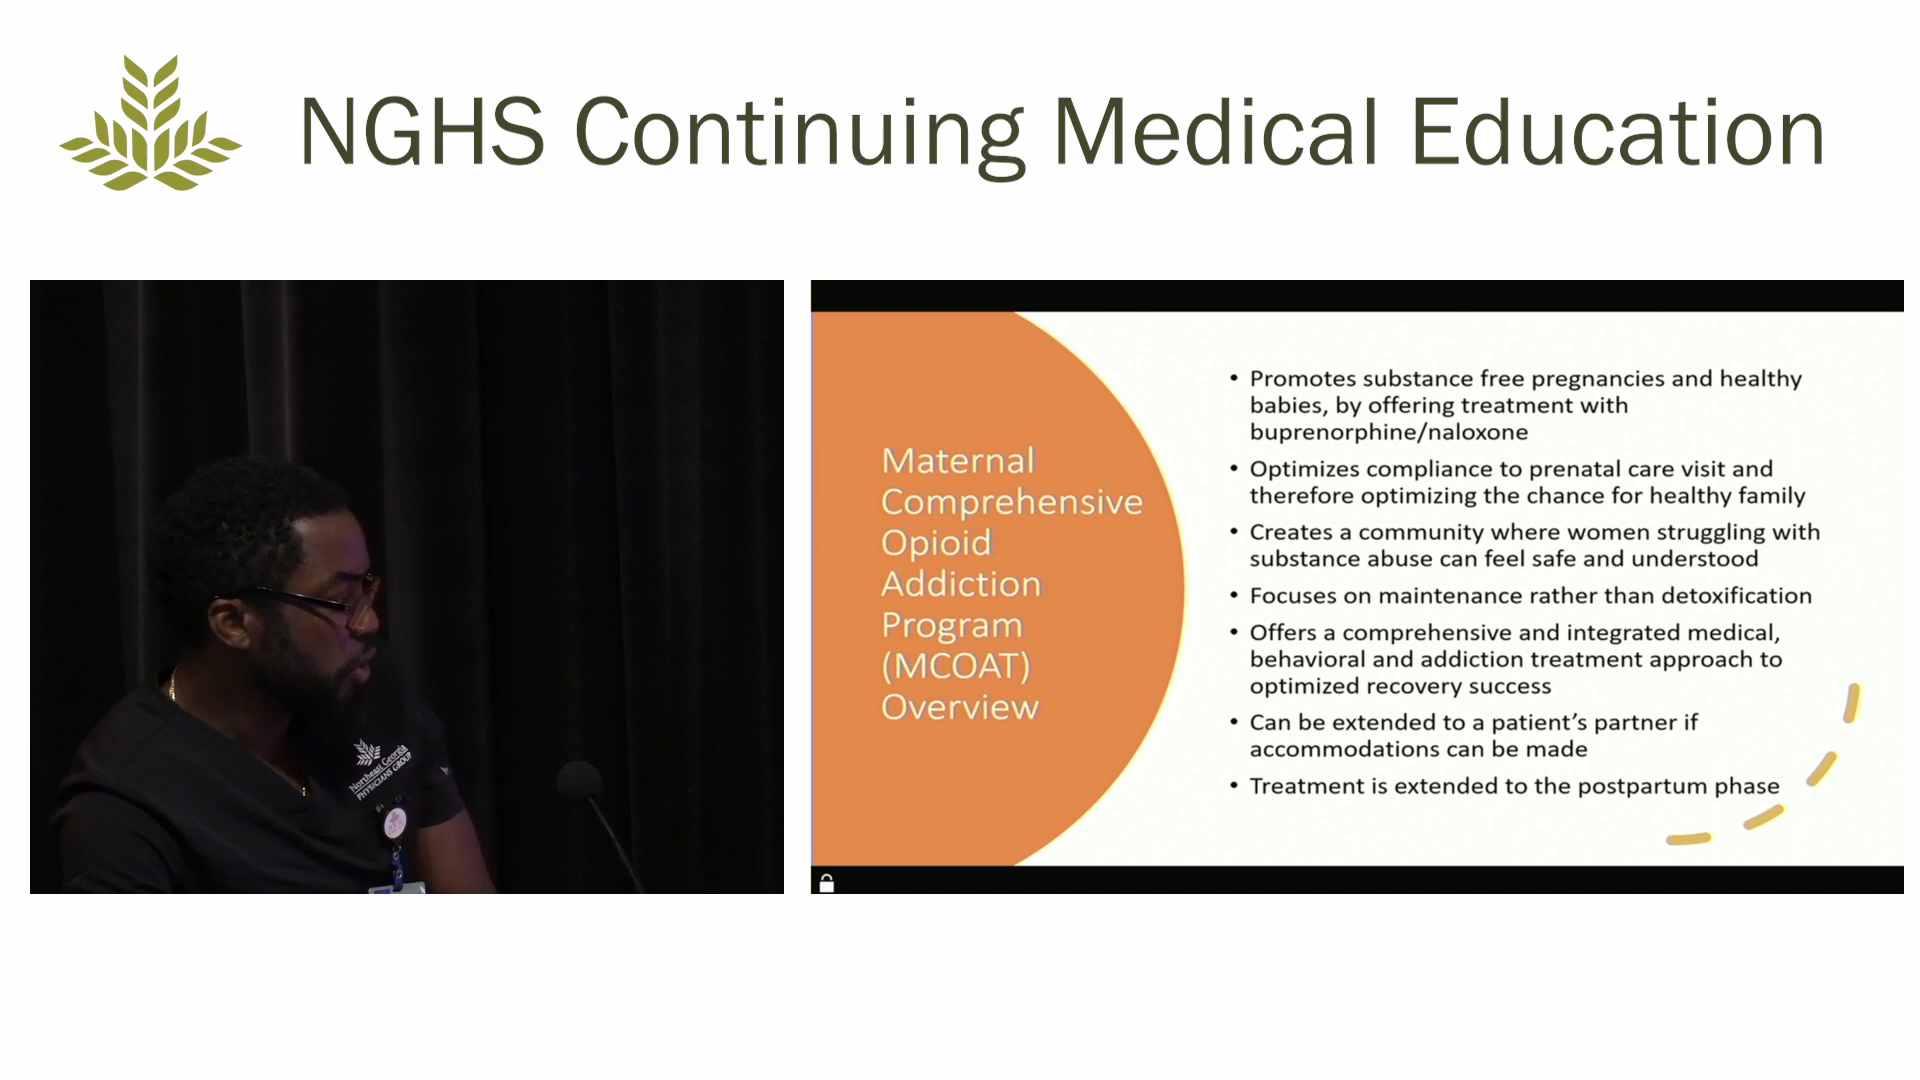 NGHS Continuing Medical Education
Northeast Georgia
PHYSICIANS GROUP
Maternal
Comprehensive
Opioid
Addiction
Program
(MCOAT)
Overview
• Promotes substance free pregnancies and healthy
babies, by offering treatment with
buprenorphine/naloxone
• Optimizes compliance to prenatal care visit and
therefore optimizing the chance for healthy family
• Creates a community where women struggling with
substance abuse can feel safe and understood
• Focuses on maintenance rather than detoxification
• Offers a comprehensive and integrated medical,
behavioral and addiction treatment approach to
optimized recovery success
• Can be extended to a patient’s partner if
accommodations can be made
• Treatment is extended to the postpartum phase